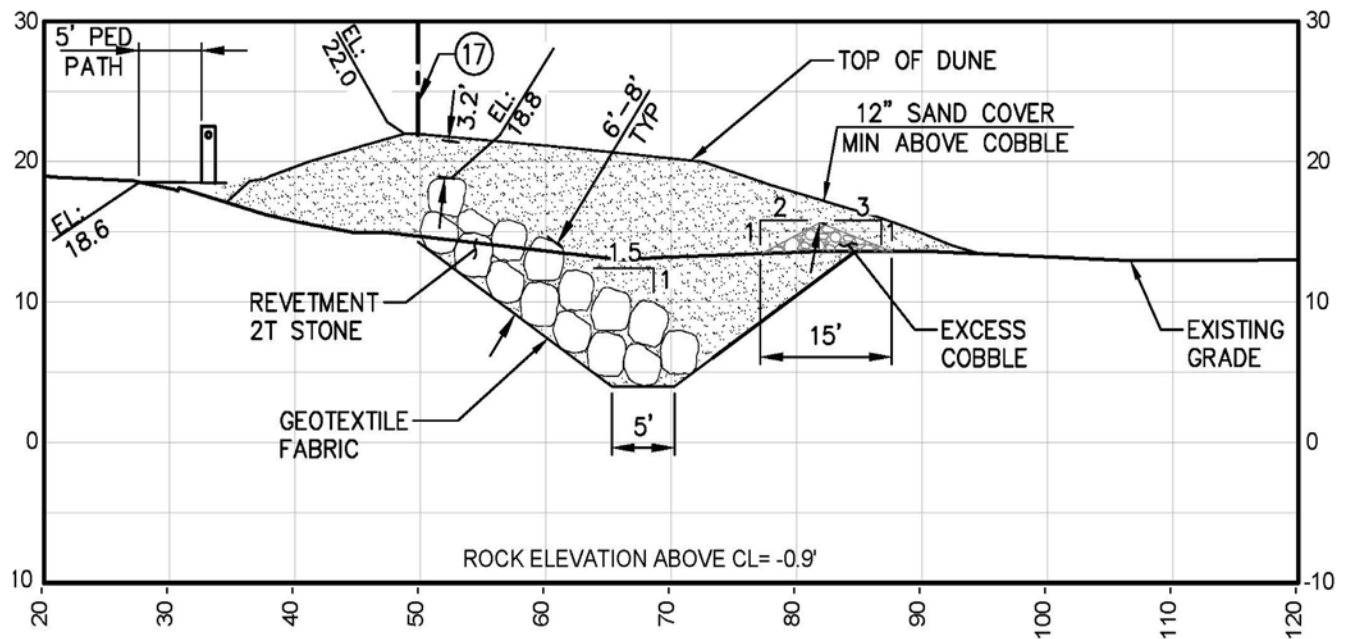 30
30
5' PED
PATH
EL:
22.0
17
3.2'
EL:
18.8
6'-8'
TYP
TOP OF DUNE
12" SAND COVER
MIN ABOVE COBBLE
20
20
EL:
18.6
2
3
1
1
1.5
1
REVETMENT
2T STONE
10
10
15'
EXCESS
COBBLE
EXISTING
GRADE
GEOTEXTILE
FABRIC
5'
0
0
ROCK ELEVATION ABOVE CL= -0.9'
10
-10
20
30
40
50
60
70
80
90
100
110
120